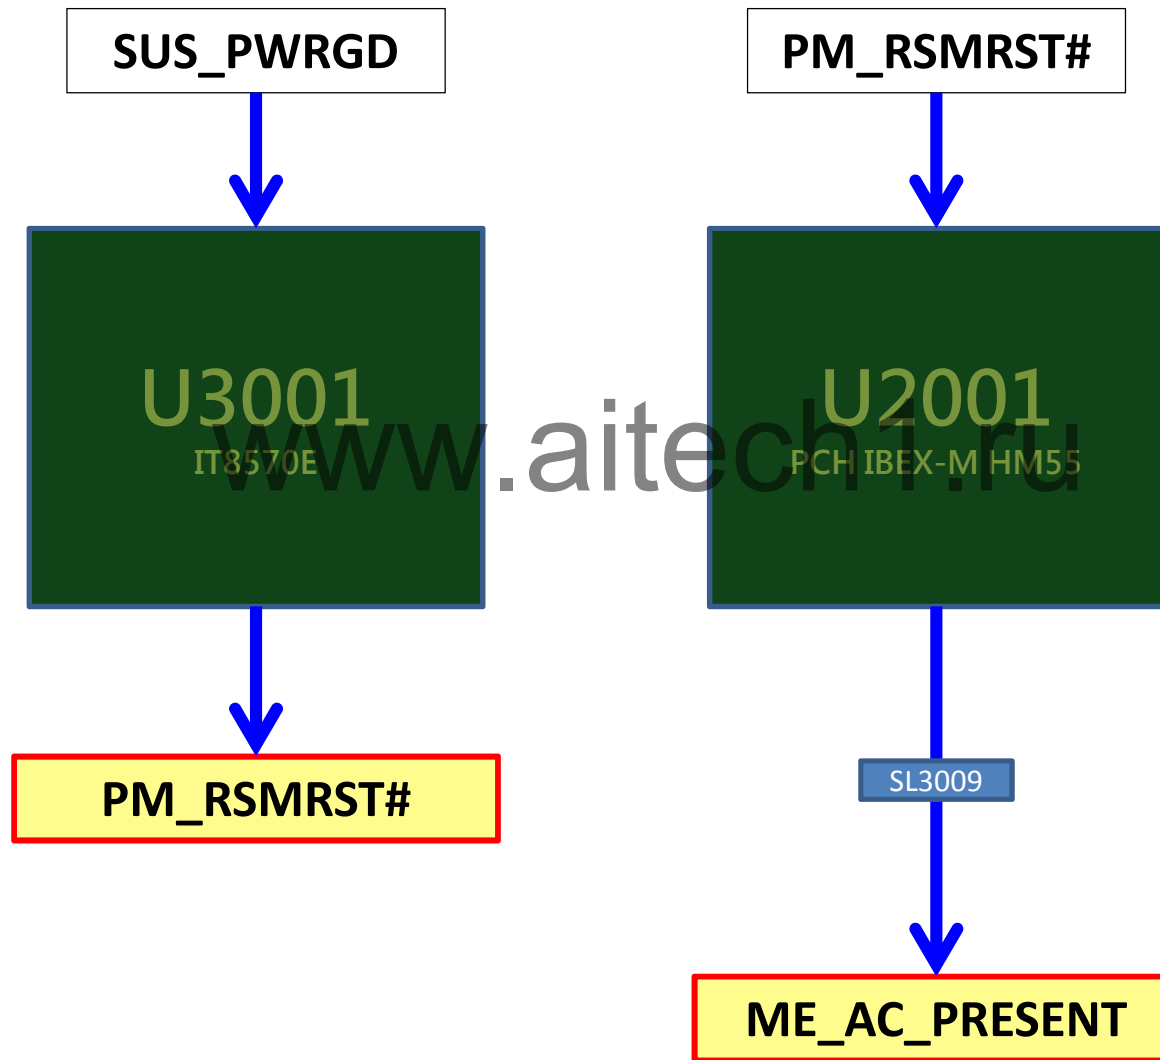 SUS_PWRGD
PM_RSMRST#
U3001
IT8570E
U2001
PCH IBEX-M HM55
www.aitech1.ru
SL3009
PM_RSMRST#
ME_AC_PRESENT